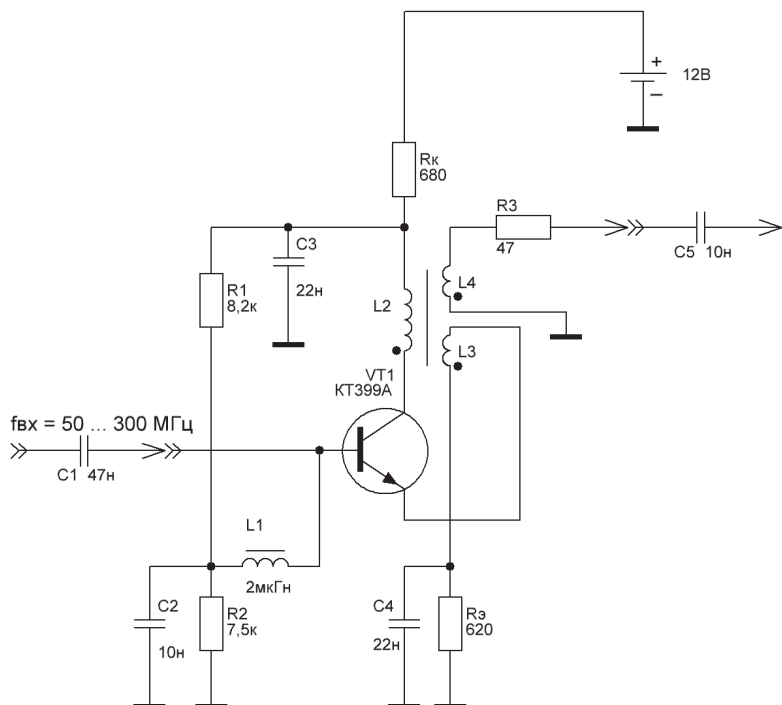 +
12В
–
Rк
680
R3
47
C3
C5
10н
22н
R1
8,2к
L2
L4
L3
VT1
КТ399А
fвх = 50 ... 300 МГц
C1
47н
L1
2мкГн
C2
10н
R2
7,5к
C4
22н
Rэ
620